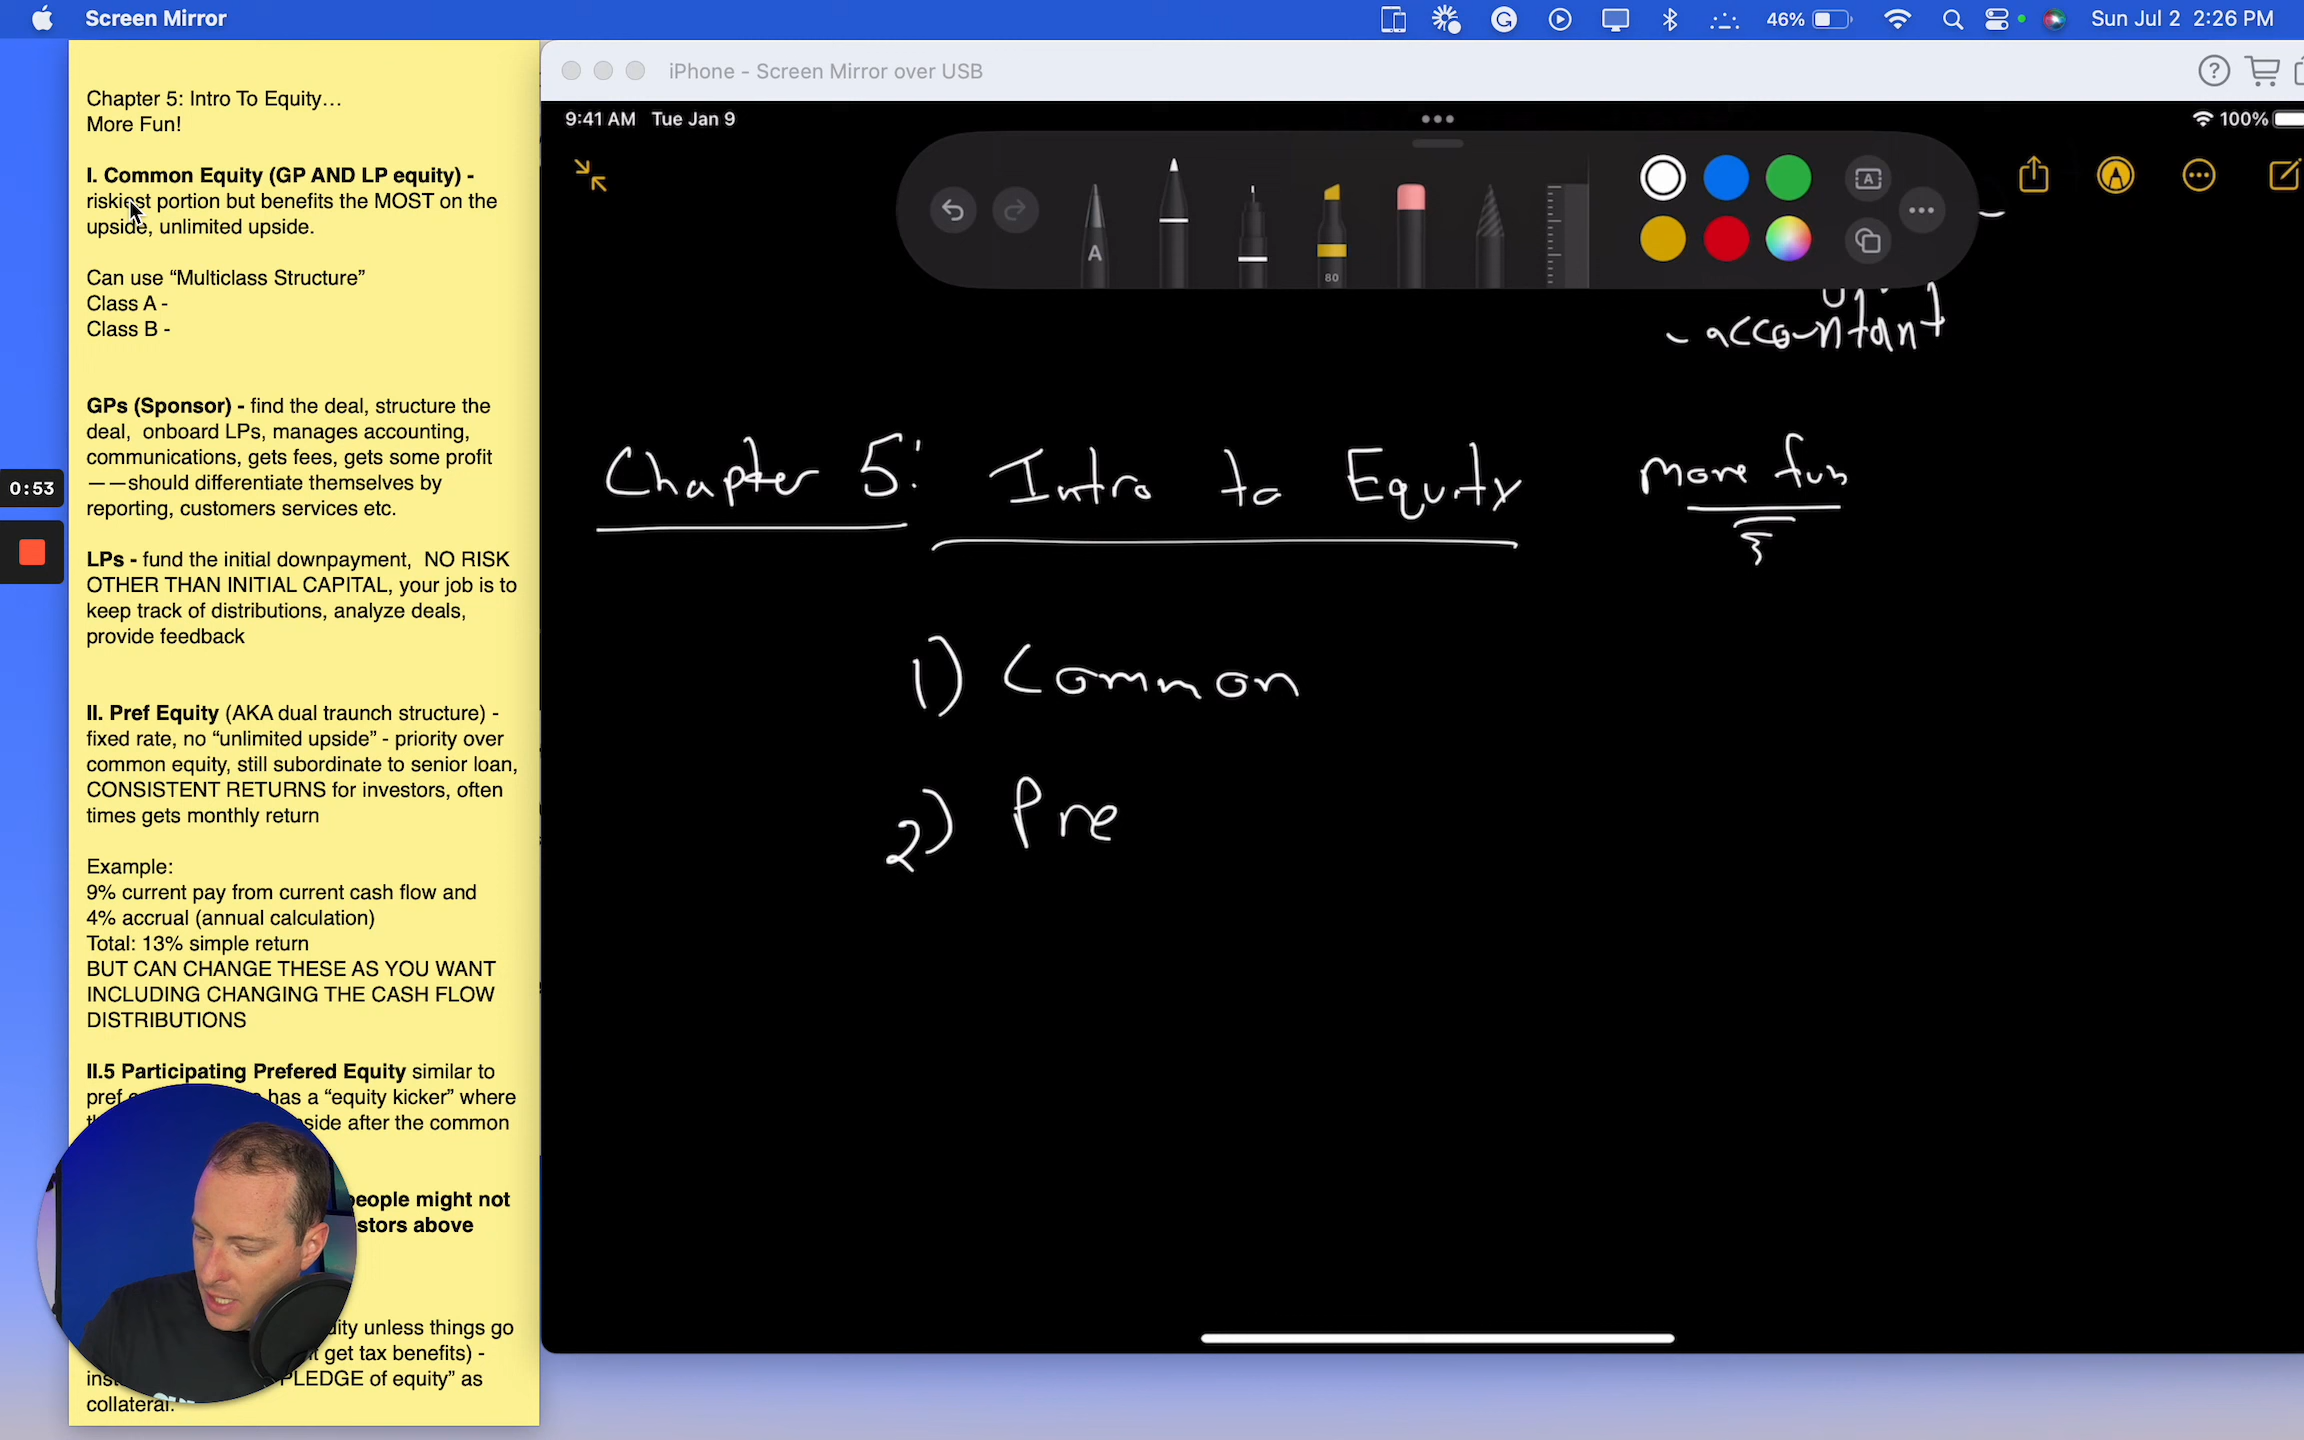 Screen Mirror
46%
Sun Jul 2 2:26 PM
Chapter 5: Intro To Equity…
More Fun!
I. Common Equity (GP AND LP equity) -
riskiest portion but benefits the MOST on the
upside, unlimited upside.
Can use “Multiclass Structure”
Class A -
Class B -
GPs (Sponsor) - find the deal, structure the
deal,  onboard LPs, manages accounting,
communications, gets fees, gets some profit
——should differentiate themselves by
reporting, customers services etc.
LPs - fund the initial downpayment,  NO RISK
OTHER THAN INITIAL CAPITAL, your job is to
keep track of distributions, analyze deals,
provide feedback
II. Pref Equity (AKA dual traunch structure) -
fixed rate, no “unlimited upside” - priority over
common equity, still subordinate to senior loan,
CONSISTENT RETURNS for investors, often
times gets monthly return
Example:
9% current pay from current cash flow and
4% accrual (annual calculation)
Total: 13% simple return
BUT CAN CHANGE THESE AS YOU WANT
INCLUDING CHANGING THE CASH FLOW
DISTRIBUTIONS
II.5 Participating Prefered Equity similar to
pref has a “equity kicker” where
after the common
people might not
above
unless things go
get tax benefits) -
PLEDGE of equity” as
collateral.
0:53
iPhone - Screen Mirror over USB
9:41 AM Tue Jan 9
100%
A
80
A
- accountant
Chapter 5: Intro to Equity more fun
1) Common
2) Pre